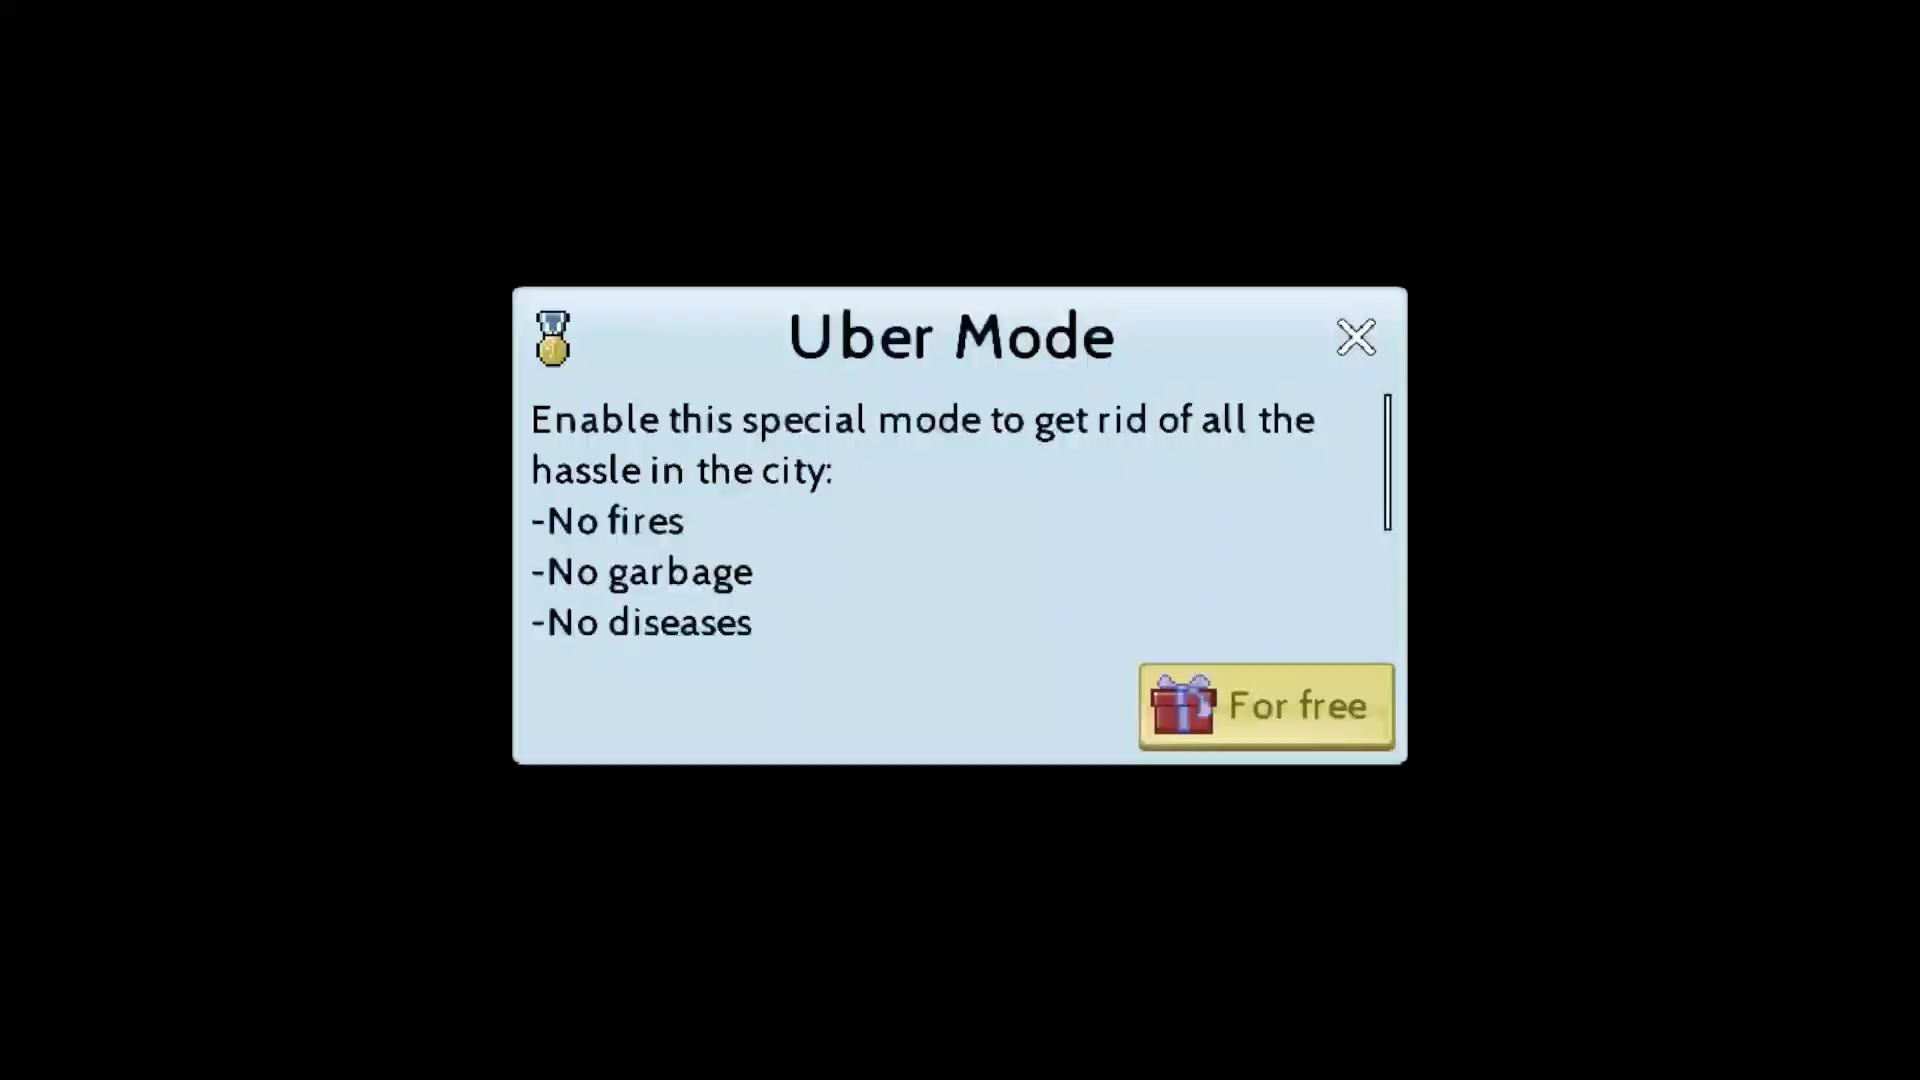 Uber Mode
Enable this special mode to get rid of all the
hassle in the city:
-No fires
-No garbage
-No diseases
For free